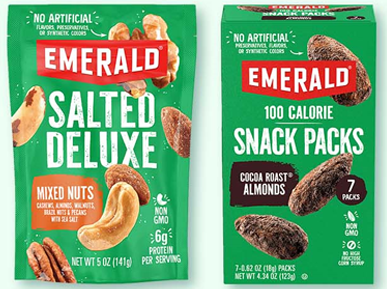 NO ARTIFICIAL
FLAVORS, PRESERVATIVES,
OR SYNTHETIC COLORS
EMERALD®
SALTED
DELUXE
MIXED NUTS
CASHEWS, ALMONDS, WALNUTS,
BRAZIL NUTS & PECANS
WITH SEA SALT
NON
GMO
6g
PROTEIN
PER SERVING
NET WT 5 OZ (141g)
NO ARTIFICIAL
PRESERVATIVES, FLAVORS,
OR SYNTHETIC COLORS
EMERALD®
100 CALORIE
SNACK PACKS
COCOA ROAST®
ALMONDS
7
PACKS
NON
GMO
NO HIGH
FRUCTOSE
CORN SYRUP
7-0.62 OZ (18g) PACKS
NET WT 4.34 OZ (123g)